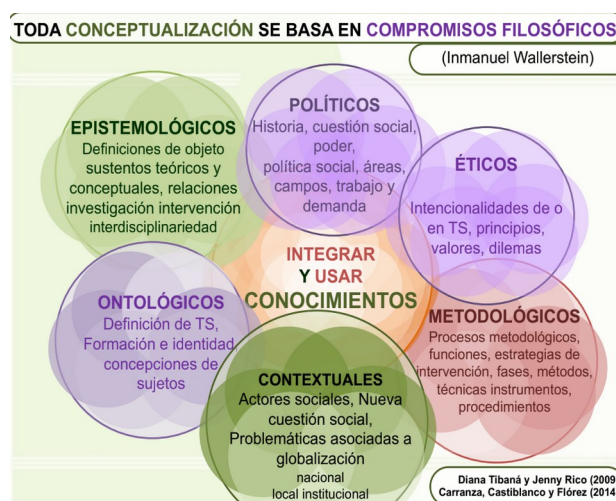 TODA CONCEPTUALIZACIÓN SE BASA EN COMPROMISOS FILOSÓFICOS
(Inmanuel Wallerstein)
POLÍTICOS
Historia, cuestión social,
poder,
política social, áreas,
campos, trabajo y
demanda
EPISTEMOLÓGICOS
Definiciones de objeto
sustentos teóricos y
conceptuales, relaciones
investigación intervención
interdisciplinariedad
ÉTICOS
Intencionalidades de o
en TS, principios,
valores, dilemas
INTEGRAR
Y USAR
CONOCIMIENTOS
ONTOLÓGICOS
Definición de TS,
Formación e identidad
concepciones de
sujetos
METODOLÓGICOS
Procesos metodológicos,
funciones, estrategias de
intervención, fases, métodos,
técnicas instrumentos,
procedimientos
CONTEXTUALES
Actores sociales, Nueva
cuestión social,
Problemáticas asociadas a
globalización
nacional
local institucional
Diana Tibaná y Jenny Rico (200
Carranza, Castiblanco y Flórez (2014